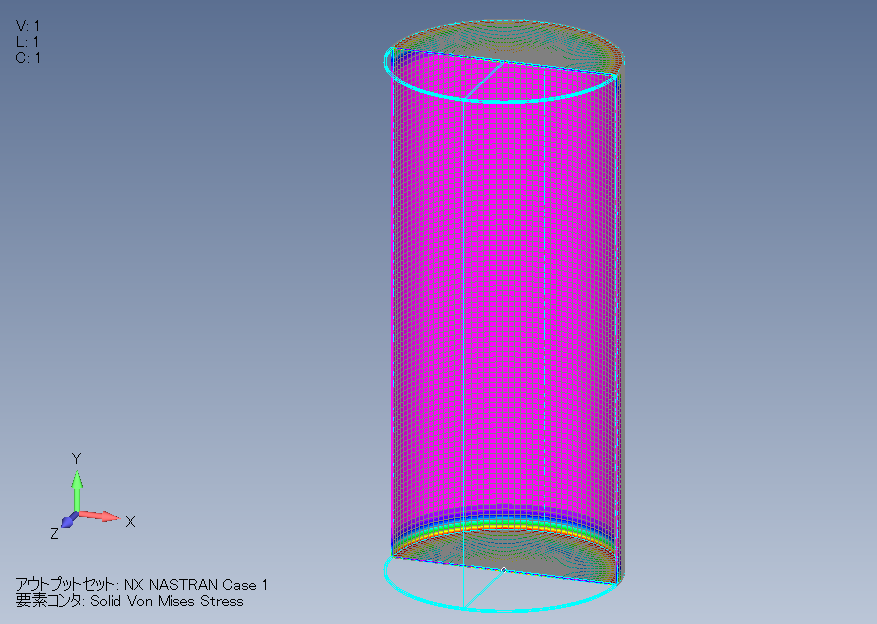 V: 1
L: 1
C: 1
Y
X
Z
アウトプットセット: NX NASTRAN Case 1
要素コンタ: Solid Von Mises Stress